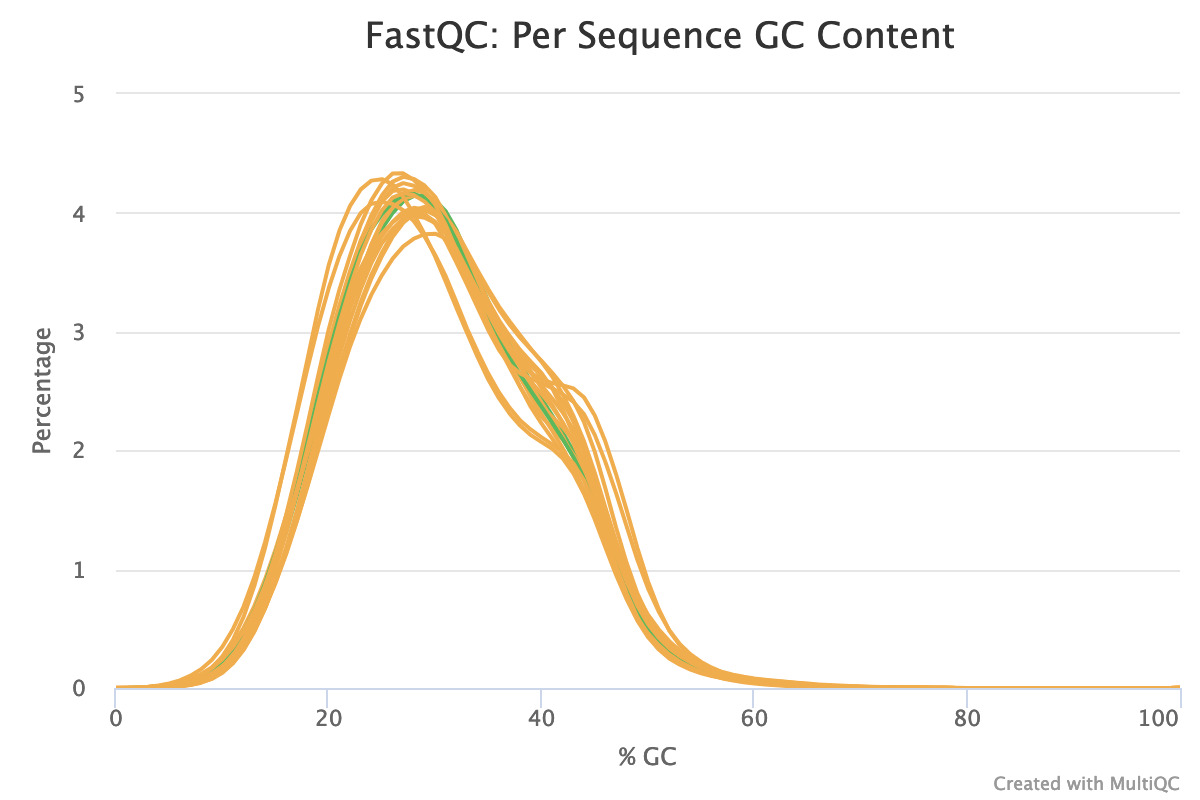 FastQC: Per Sequence GC Content
5
4
3
2
1
0
Percentage
0 20 40 60 80 100
% GC
Created with MultiQC